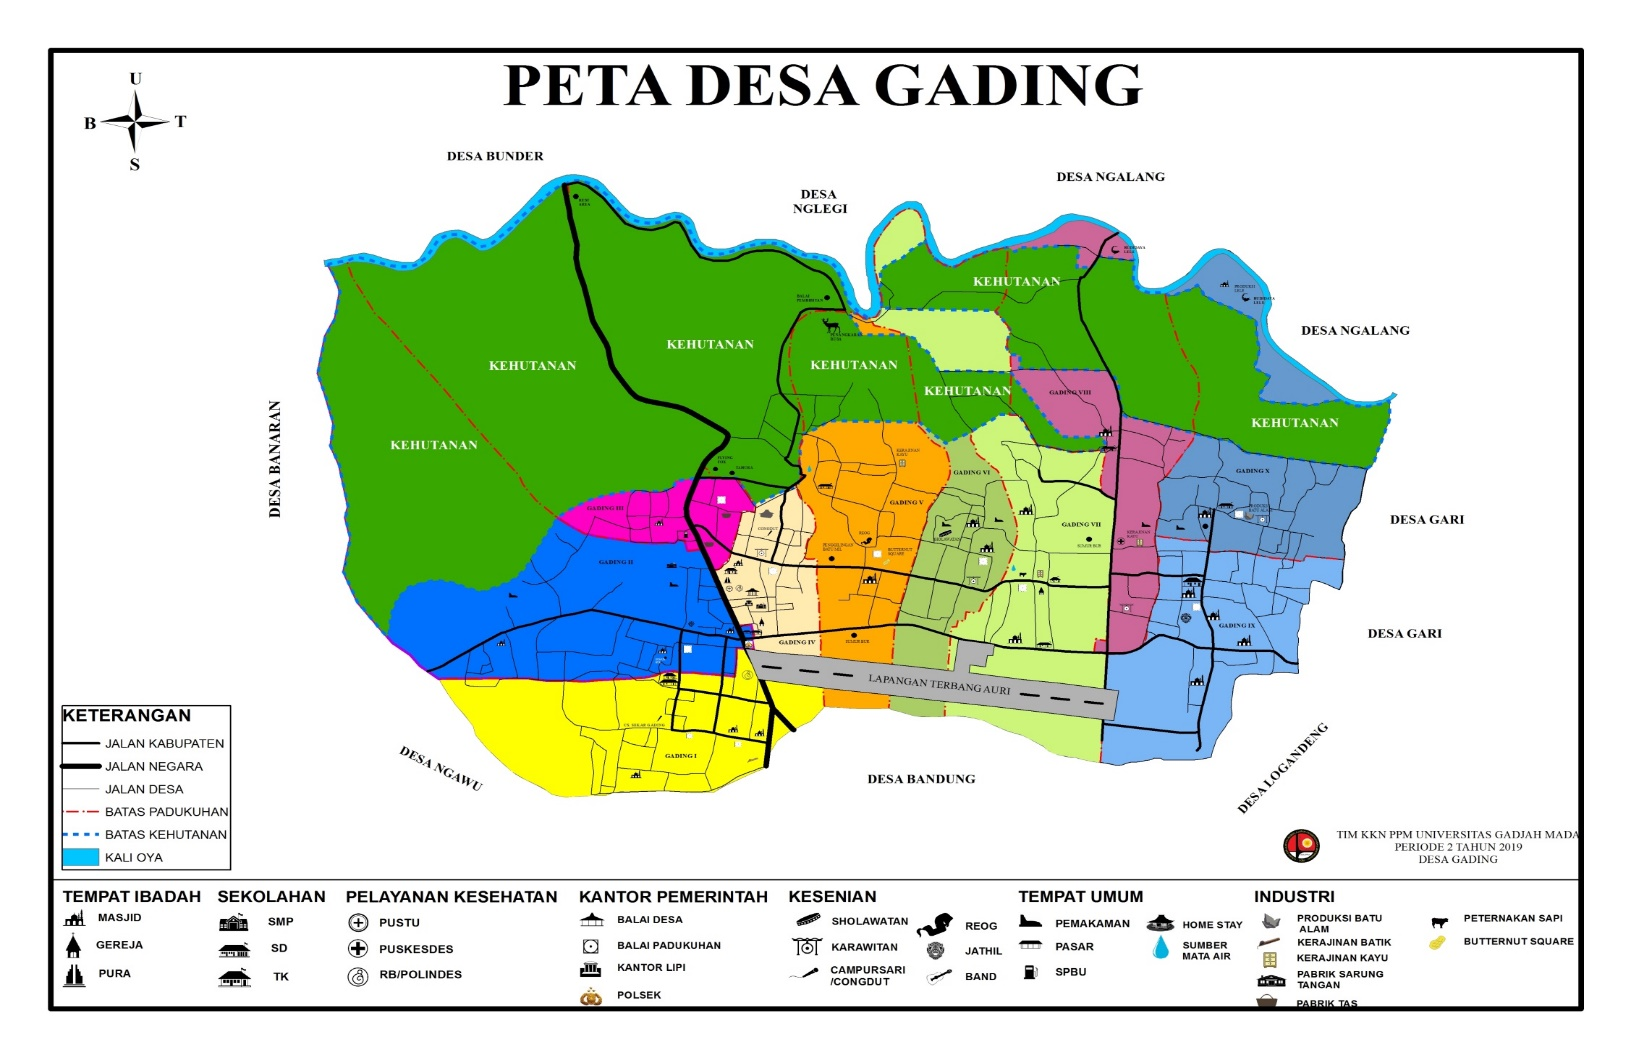 PETA DESA GADING
U
B
T
S
DESA BUNDER
DESA
NGLEGI
DESA NGALANG
KEHUTANAN
DESA NGALANG
KEHUTANAN
KEHUTANAN
KEHUTANAN
KEHUTANAN
GADING VIII
KEHUTANAN
KEHUTANAN
DESA BANARAN
GADING VI
GADING X
GADING V
GADING III
DESA GARI
GADING VII
GADING II
GADING IX
DESA GARI
GADING IV
LAPANGAN TERBANG AURI
GADING I
DESA NGAWU
DESA BANDUNG
DESA LOGANDENG
KETERANGAN
JALAN KABUPATEN
JALAN NEGARA
JALAN DESA
BATAS PADUKUHAN
BATAS KEHUTANAN
KALI OYA
TIM KKN PPM UNIVERSITAS GADJAH MADA
PERIODE 2 TAHUN 2019
DESA GADING
TEMPAT IBADAH
MASJID
GEREJA
PURA
SEKOLAHAN
SMP
SD
TK
PELAYANAN KESEHATAN
PUSTU
PUSKESDES
RB/POLINDES
KANTOR PEMERINTAH
BALAI DESA
BALAI PADUKUHAN
KANTOR LIPI
POLSEK
KESENIAN
SHOLAWATAN
KARAWITAN
CAMPURSARI
/CONGDUT
REOG
JATHIL
BAND
TEMPAT UMUM
PEMAKAMAN
PASAR
SPBU
HOME STAY
SUMBER
MATA AIR
INDUSTRI
PRODUKSI BATU
ALAM
KERAJINAN BATIK
KERAJINAN KAYU
PABRIK SARUNG
TANGAN
PABRIK TAS
PETERNAKAN SAPI
BUTTERNUT SQUARE